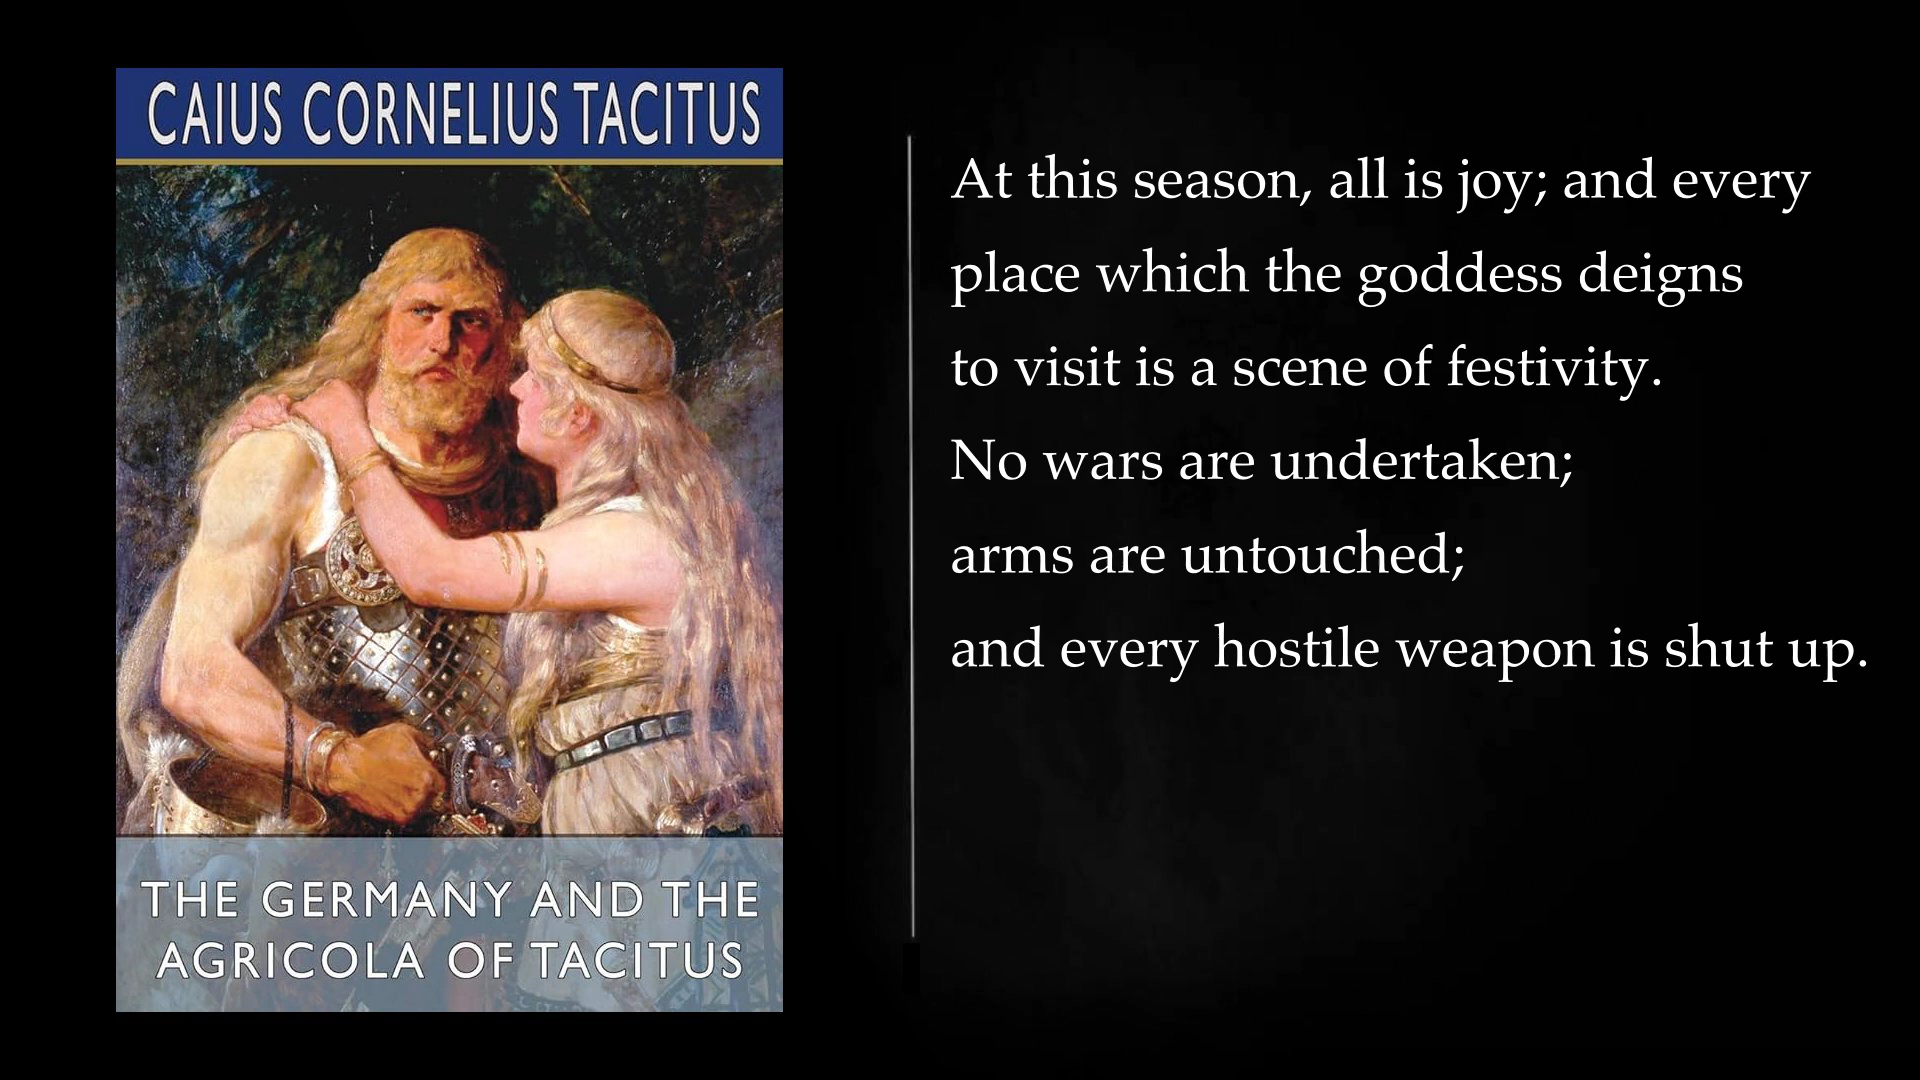 CAIUS CORNELIUS TACITUS
THE GERMANY AND THE
AGRICOLA OF TACITUS
At this season, all is joy; and every
place which the goddess deigns
to visit is a scene of festivity.
No wars are undertaken;
arms are untouched;
and every hostile weapon is shut up.